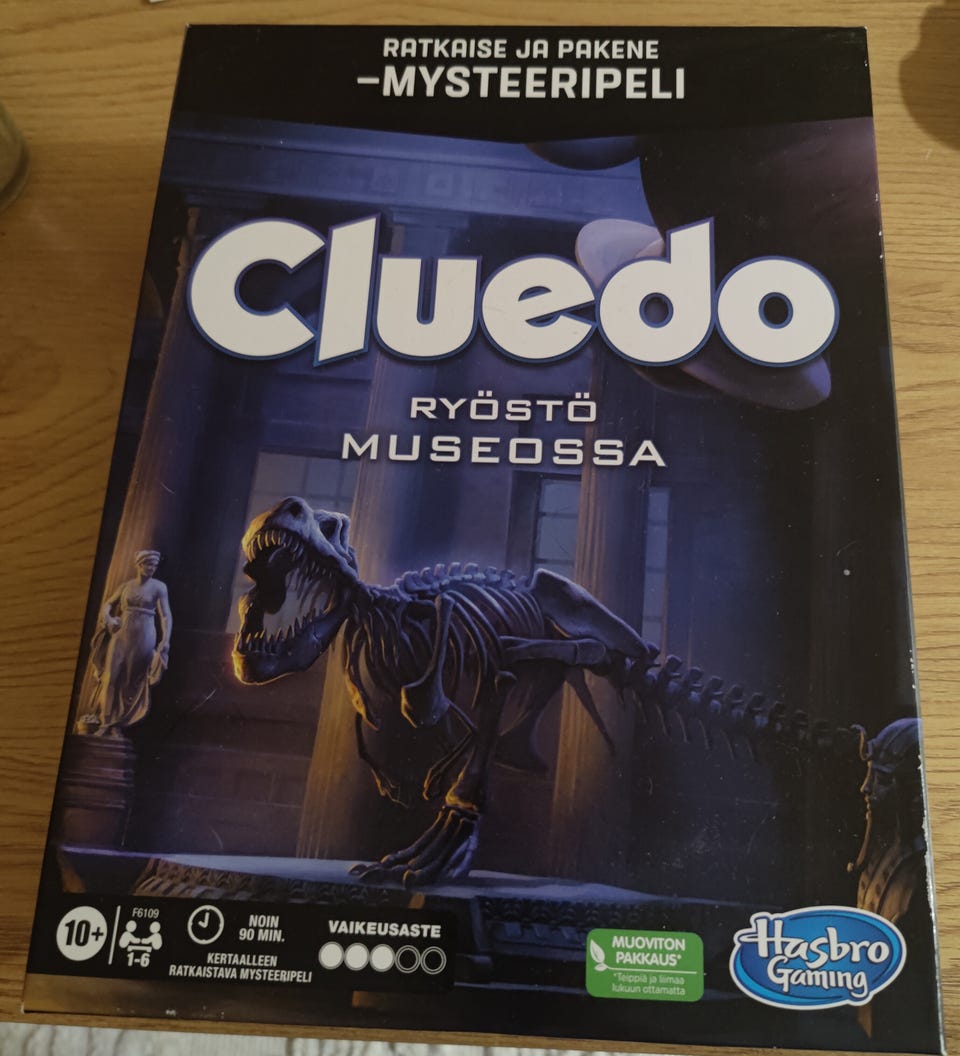 RATKAISE JA PAKENE
–MYSTEERIPELI
Cluedo
RYÖSTÖ
MUSEOSSA
10+
F6109
1-6
NOIN
90 MIN.
KERTAALLEEN
RATKAISTAVA MYSTEERIPELI
VAIKEUSASTE
MUOVITON
PAKKAUS*
*Teippiä ja liimaa
lukuun ottamatta
Hasbro
Gaming